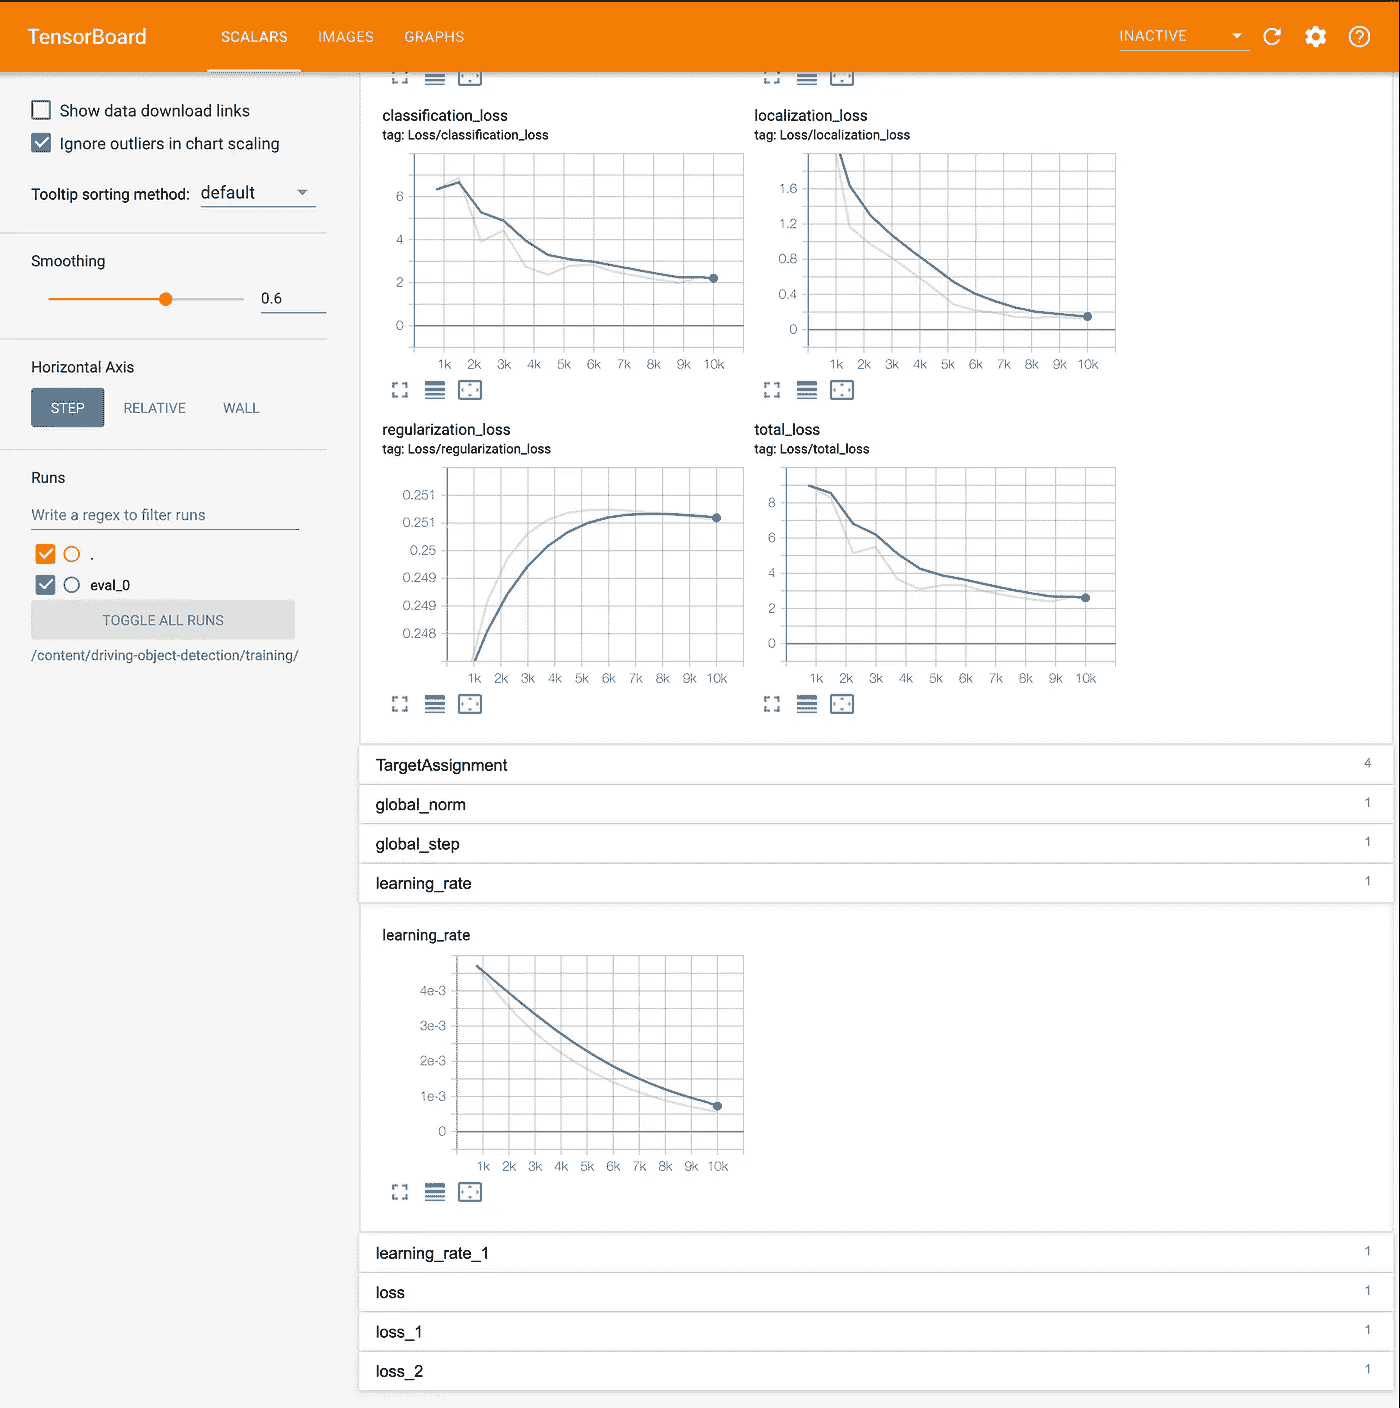 TensorBoard
SCALARS IMAGES GRAPHS
INACTIVE
Show data download links
Ignore outliers in chart scaling
Tooltip sorting method: default
Smoothing
0.6
Horizontal Axis
STEP RELATIVE WALL
Runs
Write a regex to filter runs
.
eval_0
TOGGLE ALL RUNS
/content/driving-object-detection/training/
classification_loss
tag: Loss/classification_loss
6
4
2
0
1k 2k 3k 4k 5k 6k 7k 8k 9k 10k
localization_loss
tag: Loss/localization_loss
1.6
1.2
0.8
0.4
0
1k 2k 3k 4k 5k 6k 7k 8k 9k 10k
regularization_loss
tag: Loss/regularization_loss
0.251
0.251
0.25
0.249
0.249
0.248
1k 2k 3k 4k 5k 6k 7k 8k 9k 10k
total_loss
tag: Loss/total_loss
8
6
4
2
0
1k 2k 3k 4k 5k 6k 7k 8k 9k 10k
TargetAssignment 4
global_norm 1
global_step 1
learning_rate 1
learning_rate
4e-3
3e-3
2e-3
1e-3
0
1k 2k 3k 4k 5k 6k 7k 8k 9k 10k
learning_rate_1 1
loss 1
loss_1 1
loss_2 1